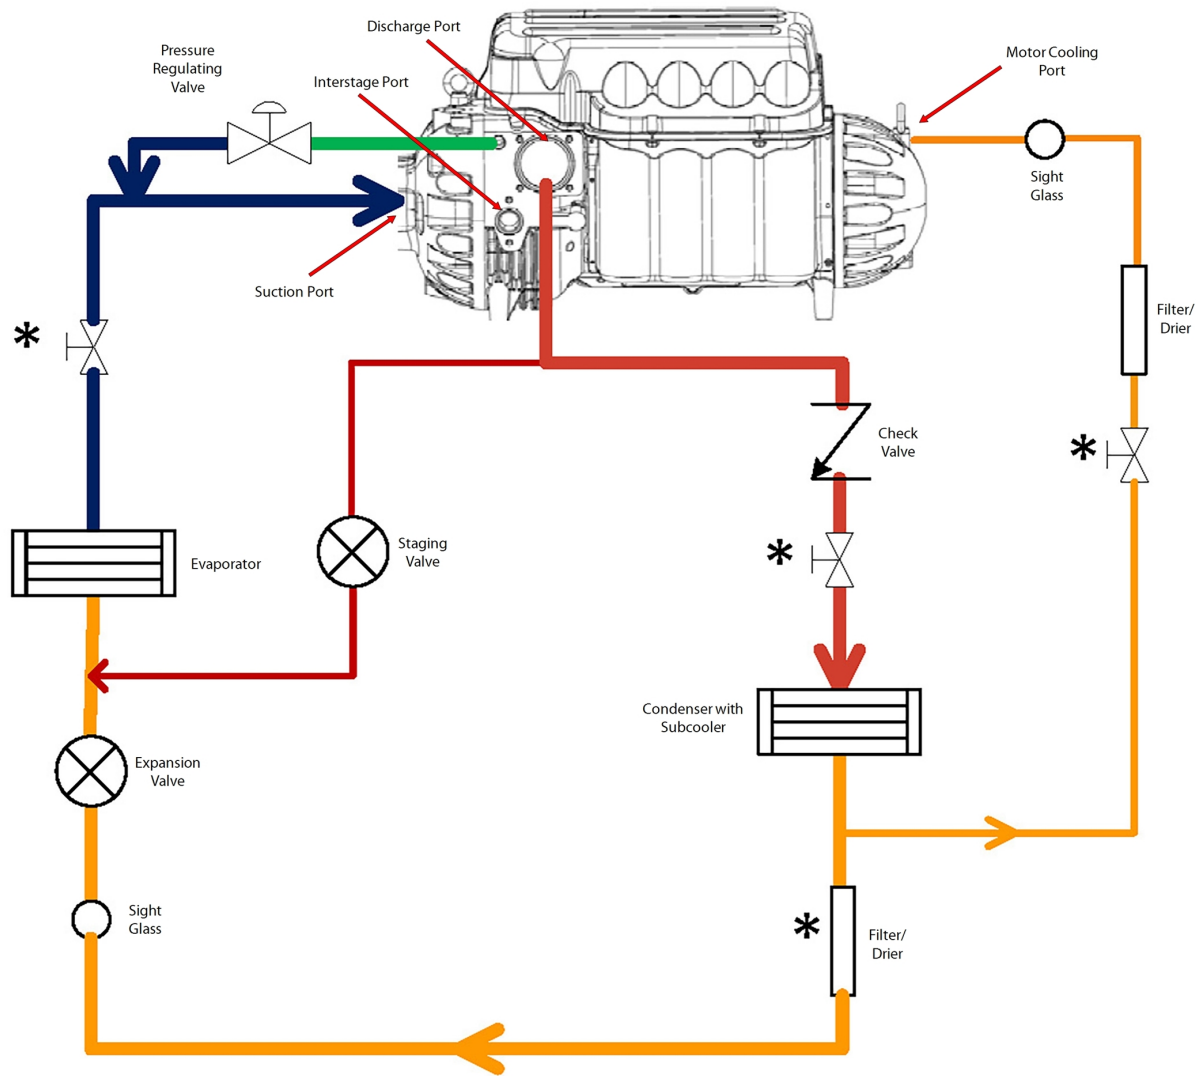 Discharge Port
Pressure
Regulating
Valve
Interstage Port
Motor Cooling
Port
Sight
Glass
Suction Port
*
Filter/
Drier
Check
Valve
*
Staging
Valve
*
Evaporator
Condenser with
Subcooler
Expansion
Valve
Sight
Glass
*
Filter/
Drier